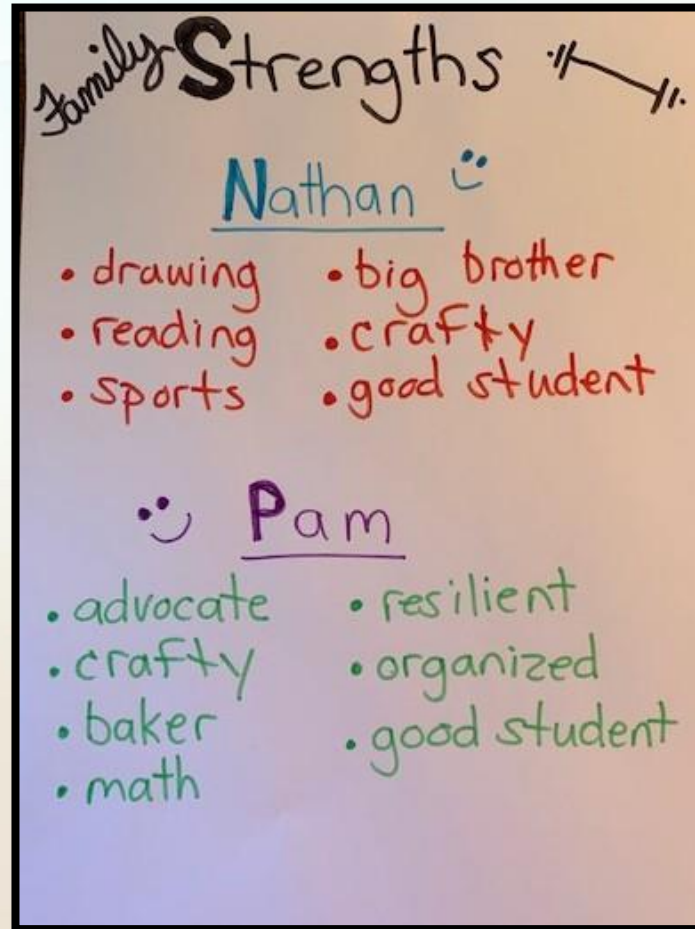 Family Strengths
Nathan
• drawing
• reading
• sports
• big brother
• crafty
• good student
Pam
• advocate
• crafty
• baker
• math
• resilient
• organized
• good student